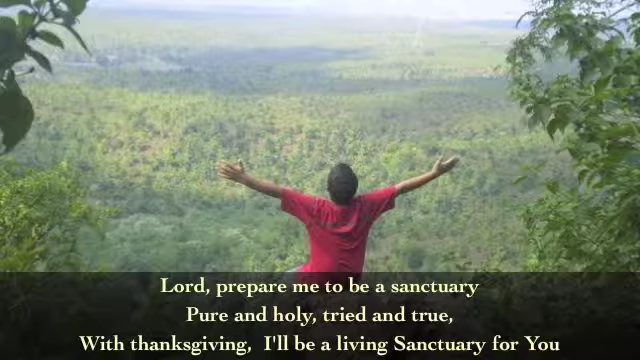 Lord, prepare me to be a sanctuary
Pure and holy, tried and true,
With thanksgiving, I'll be a living Sanctuary for You